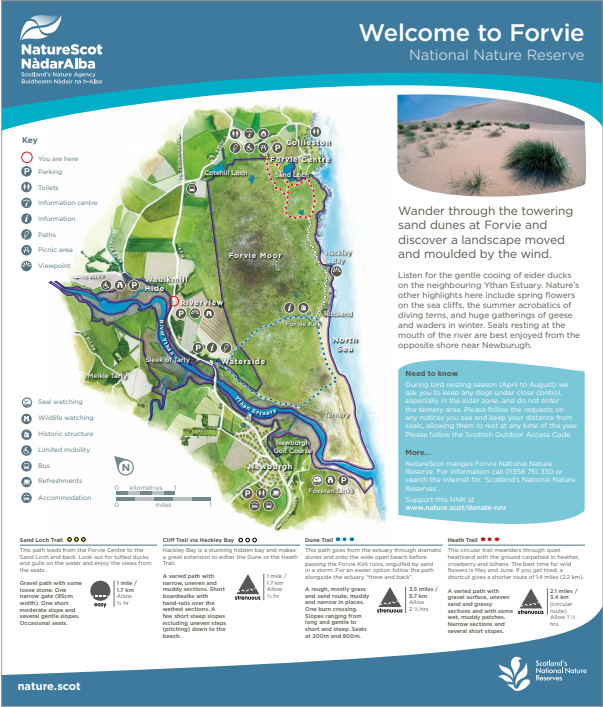 NatureScot
NàdarAlba
Scotland's Nature Agency
Buidheann Nàdair na h-Alba
Welcome to Forvie
National Nature Reserve
Key
You are here
Parking
Toilets
Information centre
Information
Paths
Picnic area
Viewpoint
Seal watching
Wildlife watching
Historic structure
Limited mobility
Bus
Refreshments
Accommodation
Collieston
Forvie Centre
Cotehill Loch
Sand Loch
Forvie Moor
Hackley
Bay
Waulkmill
Hide
Riverview
Rockend
Forvie Kirk
North
Sea
River Ythan
Sleek of Tarty
Waterside
Meikle Tarty
Ythan Estuary
Ternery
Newburgh
Golf Course
Newburgh
Foveran Links
N
0 kilometres 1
0 miles 1
Wander through the towering
sand dunes at Forvie and
discover a landscape moved
and moulded by the wind.
Listen for the gentle cooing of eider ducks
on the neighbouring Ythan Estuary. Nature's
other highlights here include spring flowers
on the sea cliffs, the summer acrobatics of
diving terns, and huge gatherings of geese
and waders in winter. Seals resting at the
mouth of the river are best enjoyed from the
opposite shore near Newburgh.
Need to know
During bird nesting season (April to August) we
ask you to keep any dogs under close control,
especially in the eider zone, and do not enter
the ternery area. Please follow the requests on
any notices you see and keep your distance from
seals, allowing them to rest at any time of the year.
Please follow the Scottish Outdoor Access Code.
More...
NatureScot manges Forvie National Nature
Reserve. For information call 01358 751 330 or
search the internet for 'Scotland's National Nature
Reserves'
Support this NNR at
www.nature.scot/donate-nnr
Sand Loch Trail
This path leads from the Forvie Centre to the
Sand Loch and back. Look out for tufted ducks
and gulls on the water and enjoy the views from
the seats.
Gravel path with some
loose stone. One
narrow gate (95cm
width). One short
moderate slope and
several gentle slopes.
Occasional seats.
easy
1 mile /
1.7 km
Allow
¾ hr
Cliff Trail via Hackley Bay
Hackley Bay is a stunning hidden bay and makes
a great extension to either the Dune or the Heath
Trail.
A varied path with
narrow, uneven and
muddy sections. Short
boardwalks with
hand-rails over the
wettest sections. A
few short steep slopes
including uneven steps
(pitching) down to the
beach.
strenuous
1 mile /
1.7 km
Allow
¾ hr
Dune Trail
This path goes from the estuary through dramatic
dunes and onto the wide open beach before
passing the Forvie Kirk ruins, engulfed by sand
in a storm. For an easier option follow the path
alongside the estuary "there and back".
A rough, mostly grass
and sand route, muddy
and narrow in places.
One burn crossing.
Slopes ranging from
long and gentle to
short and steep. Seats
at 200m and 800m.
strenuous
3.5 miles /
5.7 km
Allow
2 ½ hrs
Heath Trail
This circular trail meanders through quiet
heathland with the ground carpeted in heather,
crowberry and lichens. The best time for wild
flowers is May and June. If you get tired, a
shortcut gives a shorter route of 1.4 miles (2.2 km).
A varied path with
gravel surface, uneven
sand and grassy
sections and with some
wet, muddy patches.
Narrow sections and
several short slopes.
strenuous
2.1 miles /
3.4 km
(circular
route)
Allow 1 ½
hrs
nature.scot
Scotland's
National Nature
Reserves